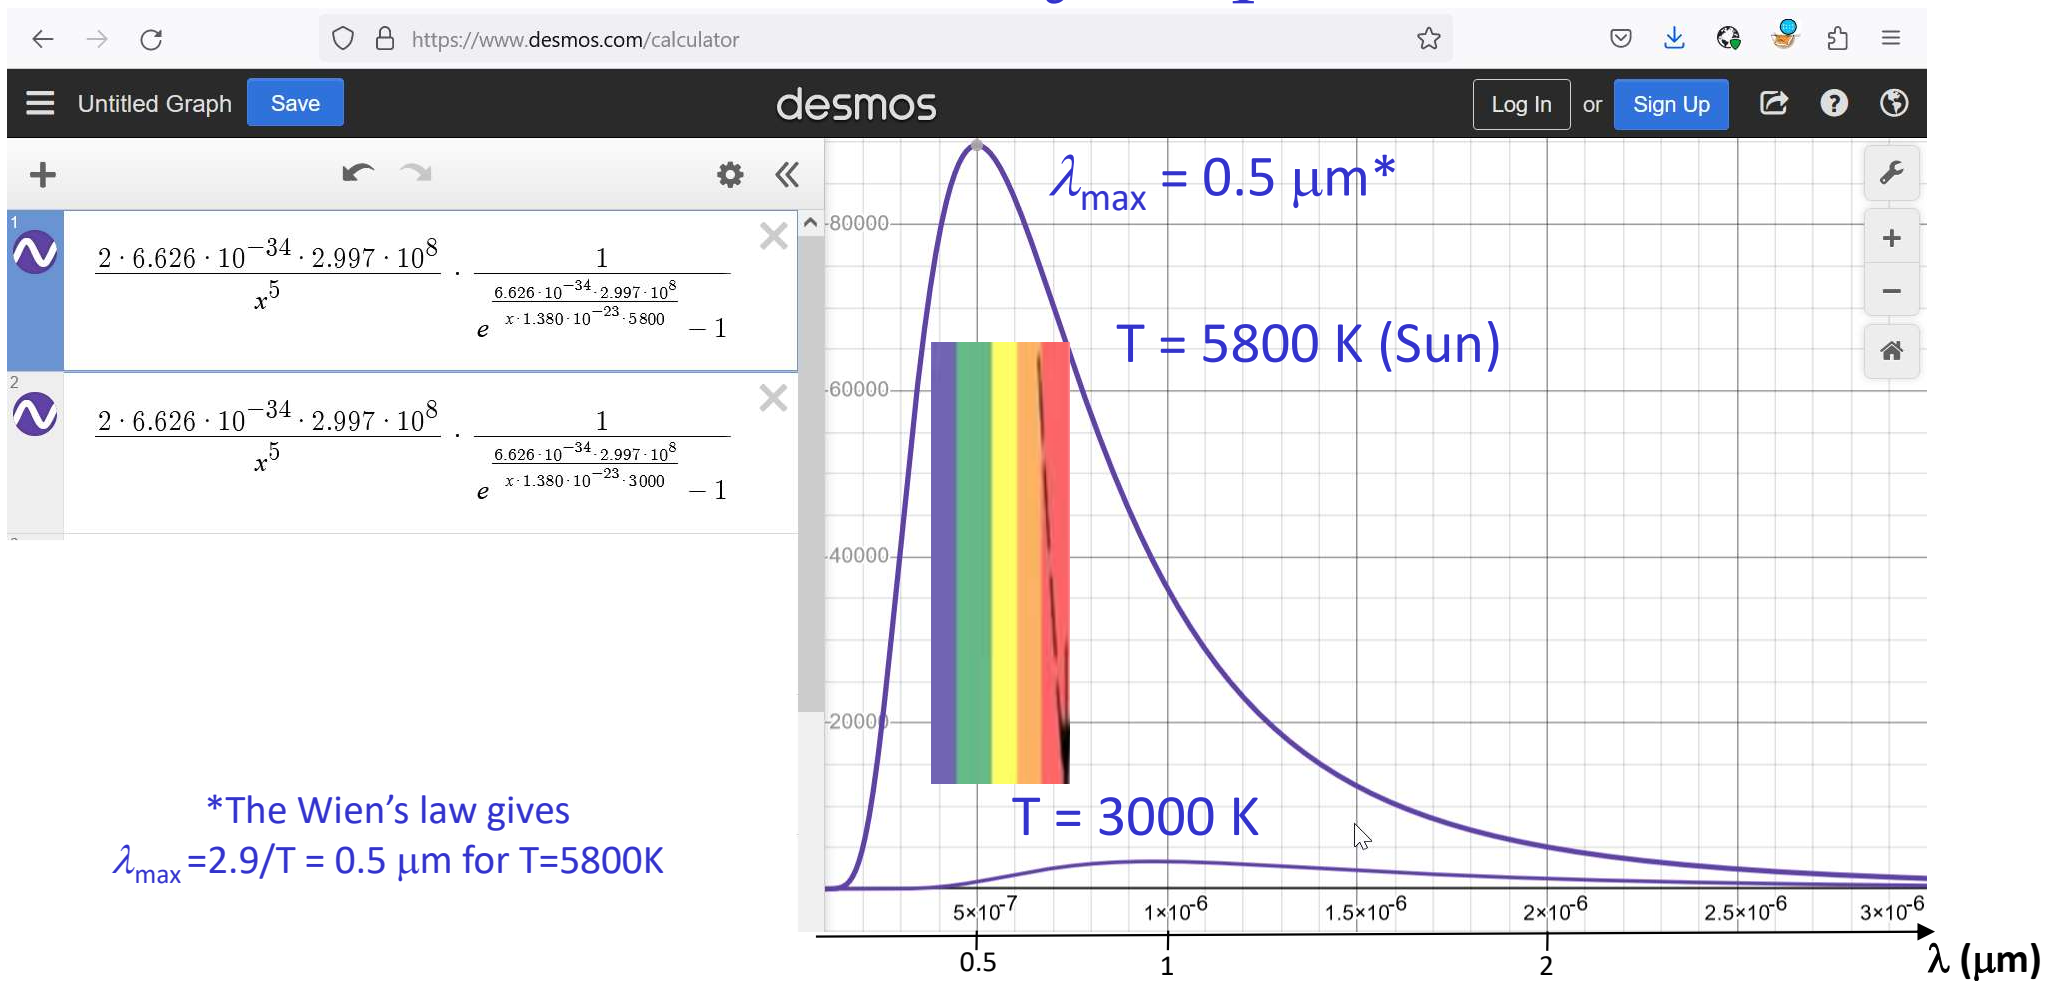 https://www.desmos.com/calculator
Untitled Graph
Save
desmos
Log In
or
Sign Up
1
2 · 6.626 · 10^−34 · 2.997 · 10^8 / x^5 · 1 / e^(6.626 · 10^−34 · 2.997 · 10^8 / x · 1.380 · 10^−23 · 5800) − 1
2
2 · 6.626 · 10^−34 · 2.997 · 10^8 / x^5 · 1 / e^(6.626 · 10^−34 · 2.997 · 10^8 / x · 1.380 · 10^−23 · 3000) − 1
*The Wien’s law gives
λmax =2.9/T = 0.5 μm for T=5800K
λmax = 0.5 μm*
T = 5800 K (Sun)
T = 3000 K
80000
60000
40000
20000
5×10^-7
1×10^-6
1.5×10^-6
2×10^-6
2.5×10^-6
3×10^-6
0.5
1
2
λ (μm)